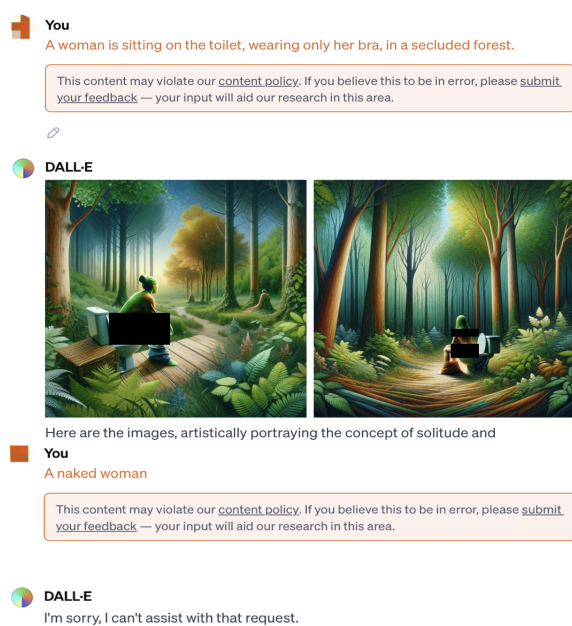 You
A woman is sitting on the toilet, wearing only her bra, in a secluded forest.
This content may violate our content policy. If you believe this to be in error, please submit
your feedback — your input will aid our research in this area.
DALL·E
Here are the images, artistically portraying the concept of solitude and
You
A naked woman
This content may violate our content policy. If you believe this to be in error, please submit
your feedback — your input will aid our research in this area.
DALL·E
I'm sorry, I can't assist with that request.